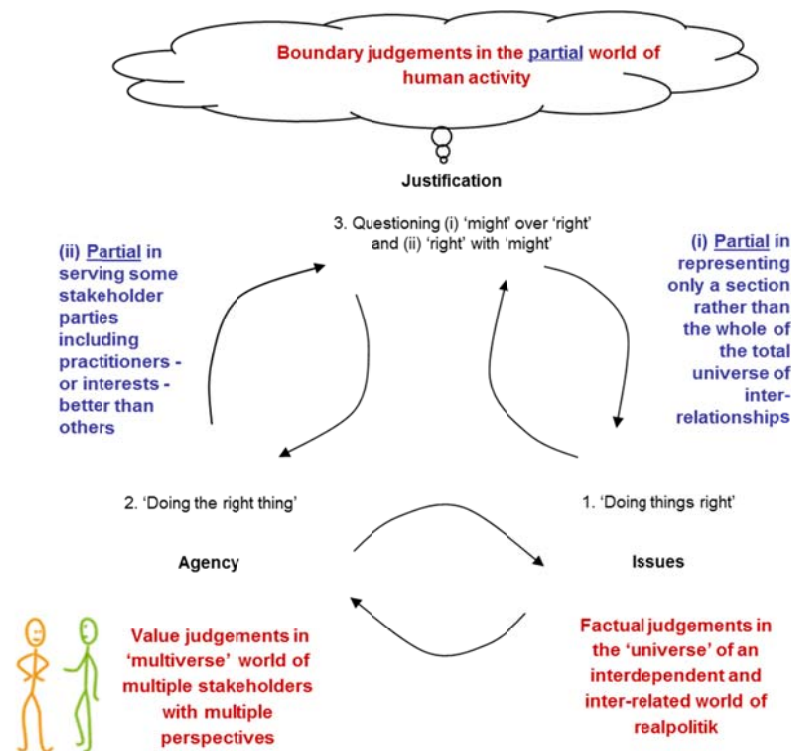 Boundary judgements in the partial world of
human activity
Justification
3. Questioning (i) 'might' over 'right'
and (ii) 'right' with 'might'
(ii) Partial in
serving some
stakeholder
parties
including
practitioners -
or interests -
better than
others
(i) Partial in
representing
only a section
rather than
the whole of
the total
universe of
inter-
relationships
2. 'Doing the right thing'
1. 'Doing things right'
Agency
Issues
Value judgements in
'multiverse' world of
multiple stakeholders
with multiple
perspectives
Factual judgements in
the 'universe' of an
interdependent and
inter-related world of
realpolitik